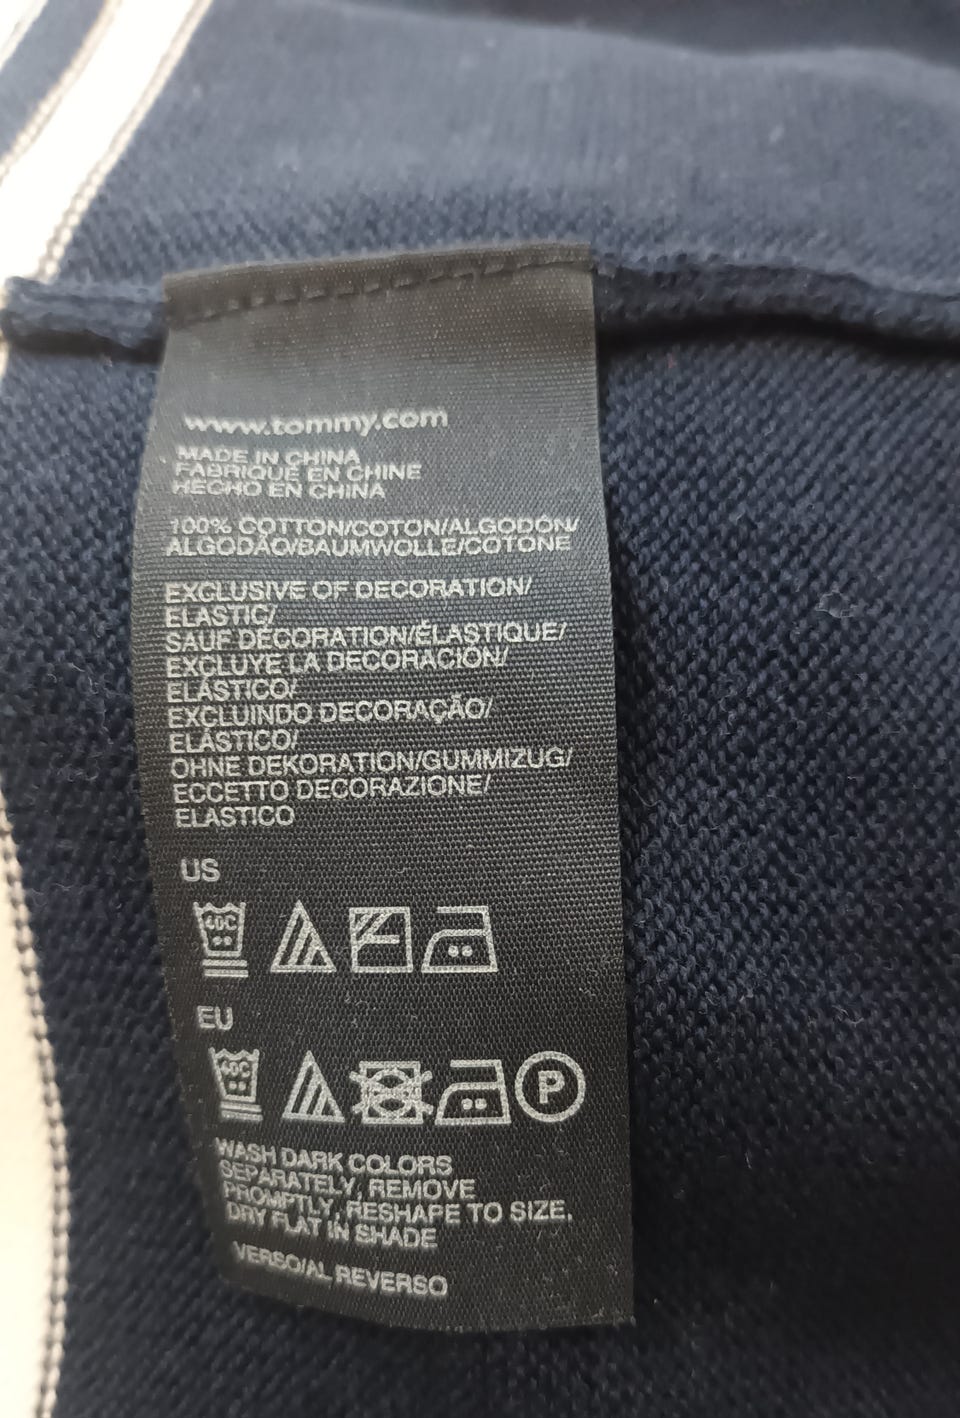 www.tommy.com
MADE IN CHINA
FABRIQUÉ EN CHINE
HECHO EN CHINA
100% COTTON/COTON/ALGODÓN/
ALGODÃO/BAUMWOLLE/COTONE
EXCLUSIVE OF DECORATION/
ELASTIC/
SAUF DÉCORATION/ÉLASTIQUE/
EXCLUYE LA DECORACIÓN/
ELÁSTICO/
EXCLUINDO DECORAÇÃO/
ELÁSTICO/
OHNE DEKORATION/GUMMIZUG/
ECCETTO DECORAZIONE/
ELASTICO
US
40C
EU
40C P
WASH DARK COLORS
SEPARATELY, REMOVE
PROMPTLY, RESHAPE TO SIZE,
DRY FLAT IN SHADE
VERSO/AL REVERSO